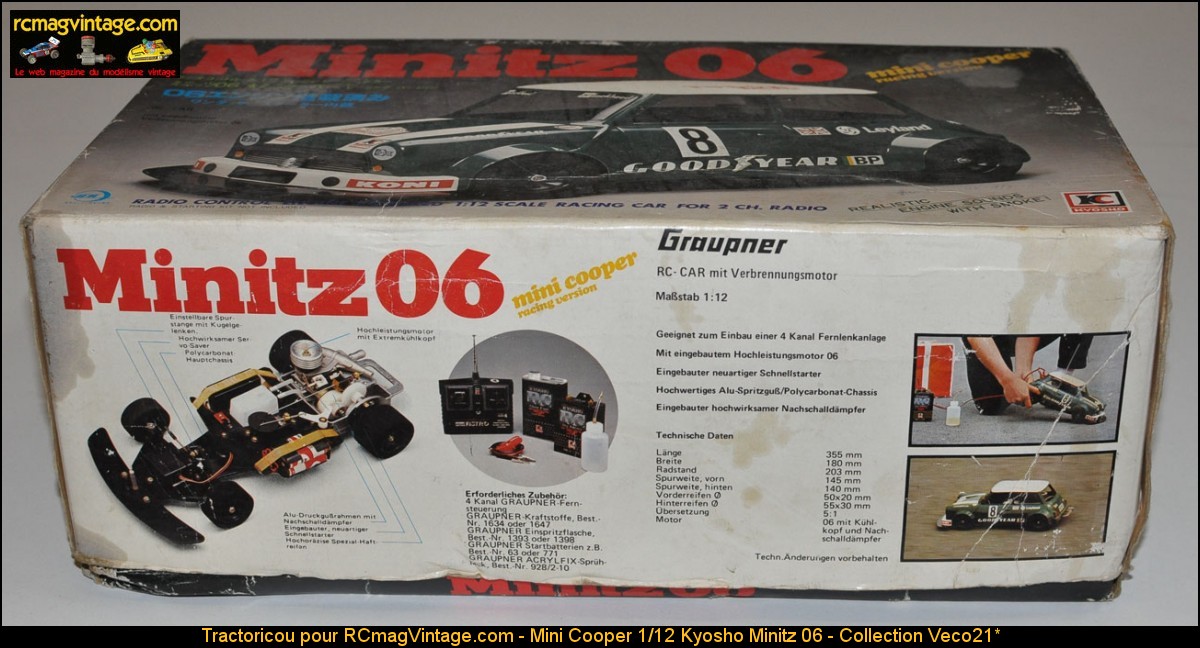 rcmagvintage.com
Le web magazine du modélisme vintage
Minitz 06
mini cooper
racing version
8
Leyland
GOODYEAR
BP
KONI
RADIO CONTROL
1:12 SCALE RACING CAR FOR 2 CH. RADIO
REALISTIC
ENGINE SOUNDS
WITH SMOKE!
KYOSHO
Minitz 06
mini cooper
racing version
Einstellbare Spur-
stange mit Kugelge-
lenken.
Hochwirksamer Ser-
vo Saver
Polycarbonat
Hauptchassis
Hochleistungsmotor
mit Extremkühlkopf
Alu-Druckgußrahmen mit
Nachschalldämpfer
Eingebauter, neuartiger
Schnellstarter
Hochpräzise Spezial-Haft-
reifen.
Erforderliches Zubehör:
4 Kanal GRAUPNER-Fern-
steuerung
GRAUPNER-Kraftstoffe, Best.-
Nr. 1634 oder 1647
GRAUPNER Einspritzflasche,
Best.-Nr. 1393 oder 1398
GRAUPNER Startbatterien z.B.
Best.-Nr. 63 oder 771
GRAUPNER ACRYLFIX-Sprüh-
Best.-Nr. 928/2-10
Graupner
RC- CAR mit Verbrennungsmotor
Maßstab 1:12
Geeignet zum Einbau einer 4 Kanal Fernlenkanlage
Mit eingebautem Hochleistungsmotor 06
Eingebauter neuartiger Schnellstarter
Hochwertiges Alu-Spritzguß/Polycarbonat-Chassis
Eingebauter hochwirksamer Nachschalldämpfer
Technische Daten
Länge 355 mm
Breite 180 mm
Radstand 203 mm
Spurweite, vorn 145 mm
Spurweite, hinten 140 mm
Vorderreifen Ø 50x20 mm
Hinterreifen Ø 55x30 mm
Übersetzung 5:1
Motor 06 mit Kühl-
kopf und Nach-
schalldämpfer
Techn.Änderungen vorbehalten
8
GOODYEAR
Minitz 06
Tractoricou pour RCmagVintage.com - Mini Cooper 1/12 Kyosho Minitz 06 - Collection Veco21*